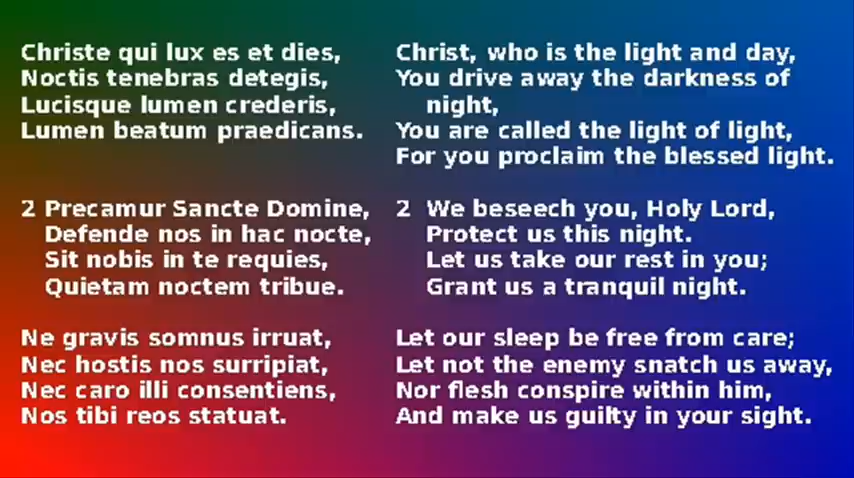 Christe qui lux es et dies,
Noctis tenebras detegis,
Lucisque lumen crederis,
Lumen beatum praedicans.
2 Precamur Sancte Domine,
Defende nos in hac nocte,
Sit nobis in te requies,
Quietam noctem tribue.
Ne gravis somnus irruat,
Nec hostis nos surripiat,
Nec caro illi consentiens,
Nos tibi reos statuat.
Christ, who is the light and day,
You drive away the darkness of
night,
You are called the light of light,
For you proclaim the blessed light.
2 We beseech you, Holy Lord,
Protect us this night.
Let us take our rest in you;
Grant us a tranquil night.
Let our sleep be free from care;
Let not the enemy snatch us away,
Nor flesh conspire within him,
And make us guilty in your sight.